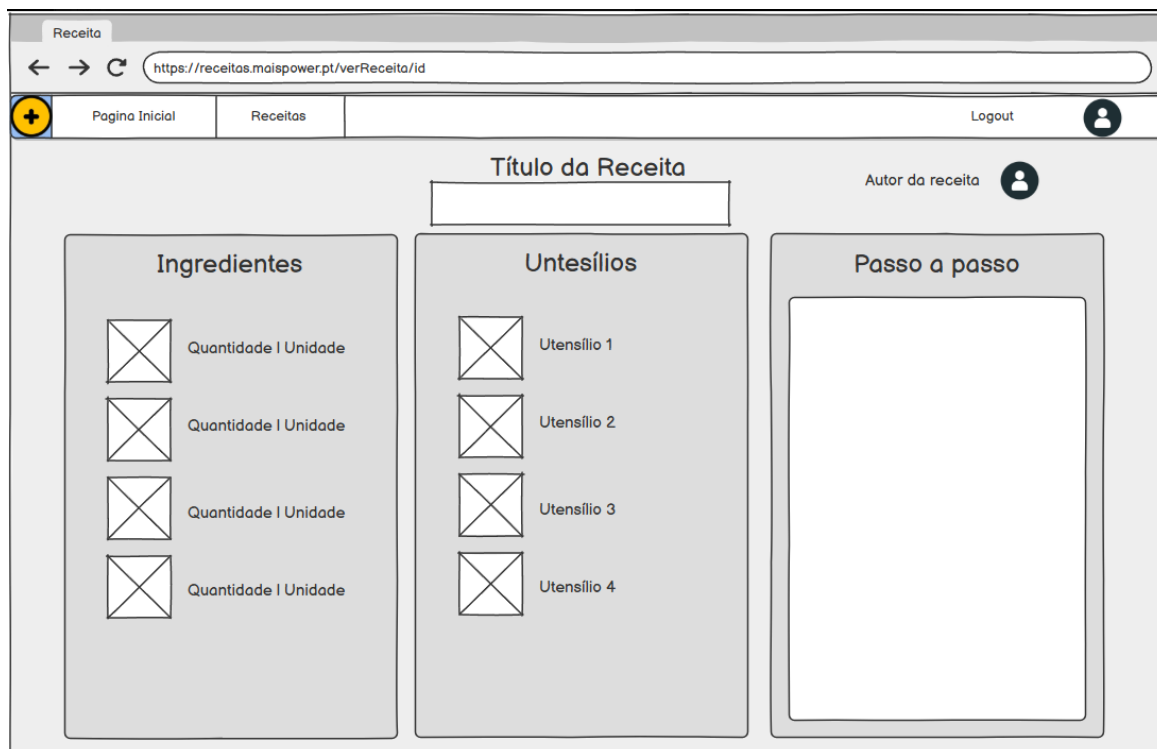 Receita
https://receitas.maispower.pt/verReceita/id
Pagina Inicial
Receitas
Logout
Título da Receita
Autor da receita
Ingredientes
Quantidade | Unidade
Quantidade | Unidade
Quantidade | Unidade
Quantidade | Unidade
Untesílios
Utensílio 1
Utensílio 2
Utensílio 3
Utensílio 4
Passo a passo